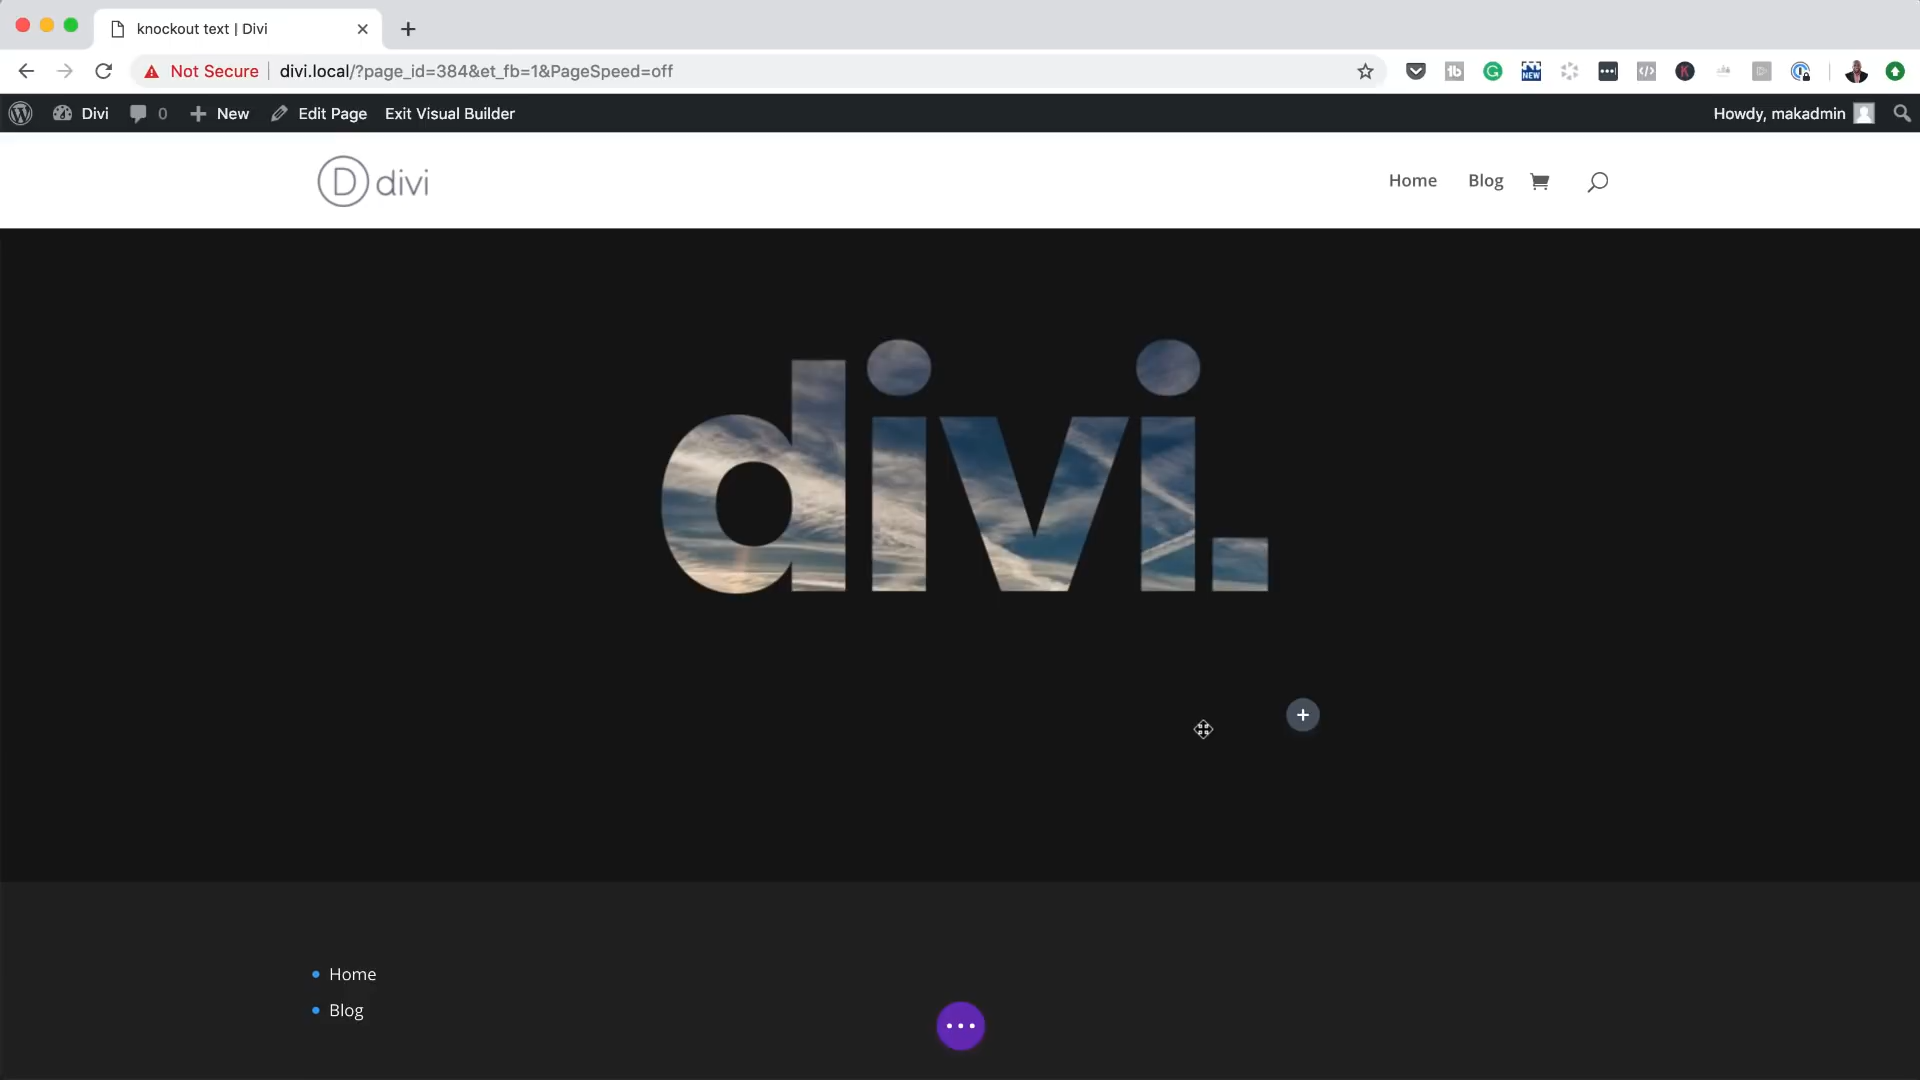 knockout text | Divi
Not Secure divi.local/?page_id=384&et_fb=1&PageSpeed=off
Divi 0 New Edit Page Exit Visual Builder Howdy, makadmin
D divi Home Blog
divi.
Home
Blog